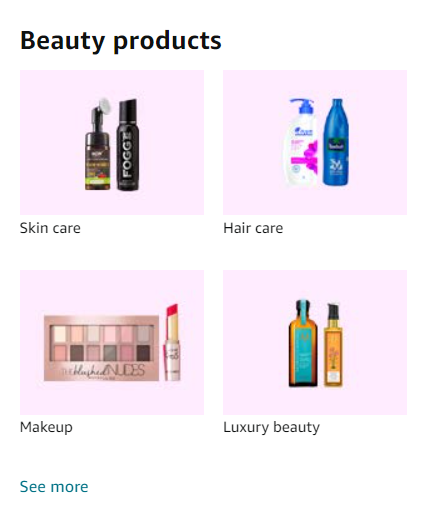 Beauty products
FOGG
Skin care
Hair care
THE blushed NUDES
Makeup
Luxury beauty
See more